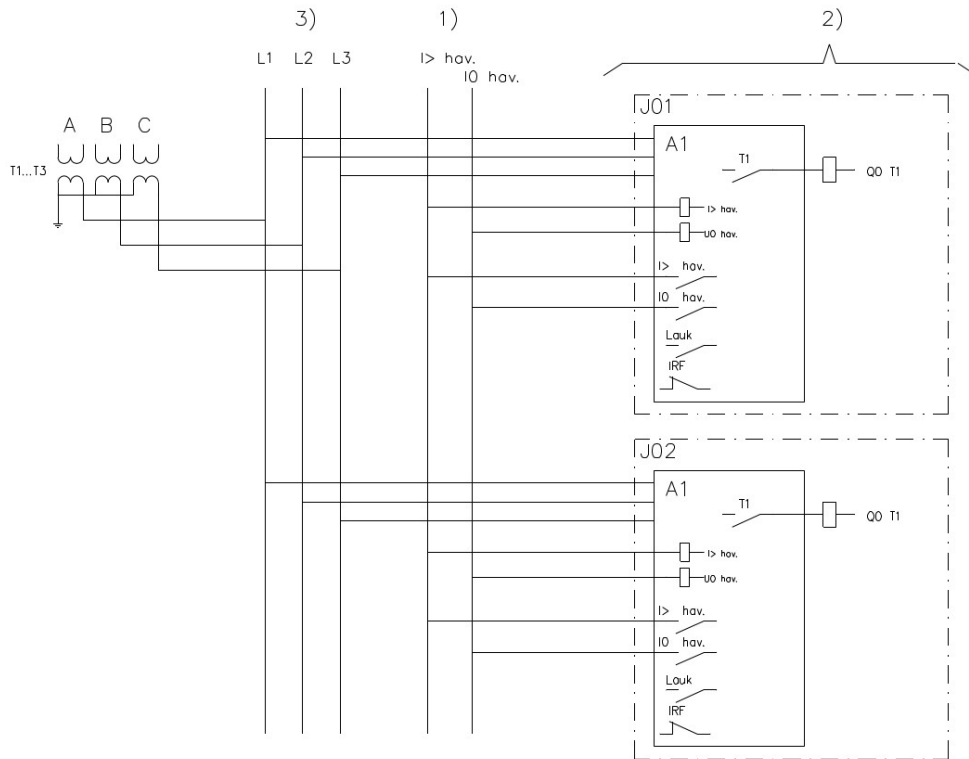 3)
1)
2)
L1 L2 L3
I> hav.
I0 hav.
A B C
T1...T3
J01
A1
T1
Q0 T1
I> hav.
U0 hav.
I> hav.
I0 hav.
Lauk
IRF
J02
A1
T1
Q0 T1
I> hav.
U0 hav.
I> hav.
I0 hav.
Lauk
IRF